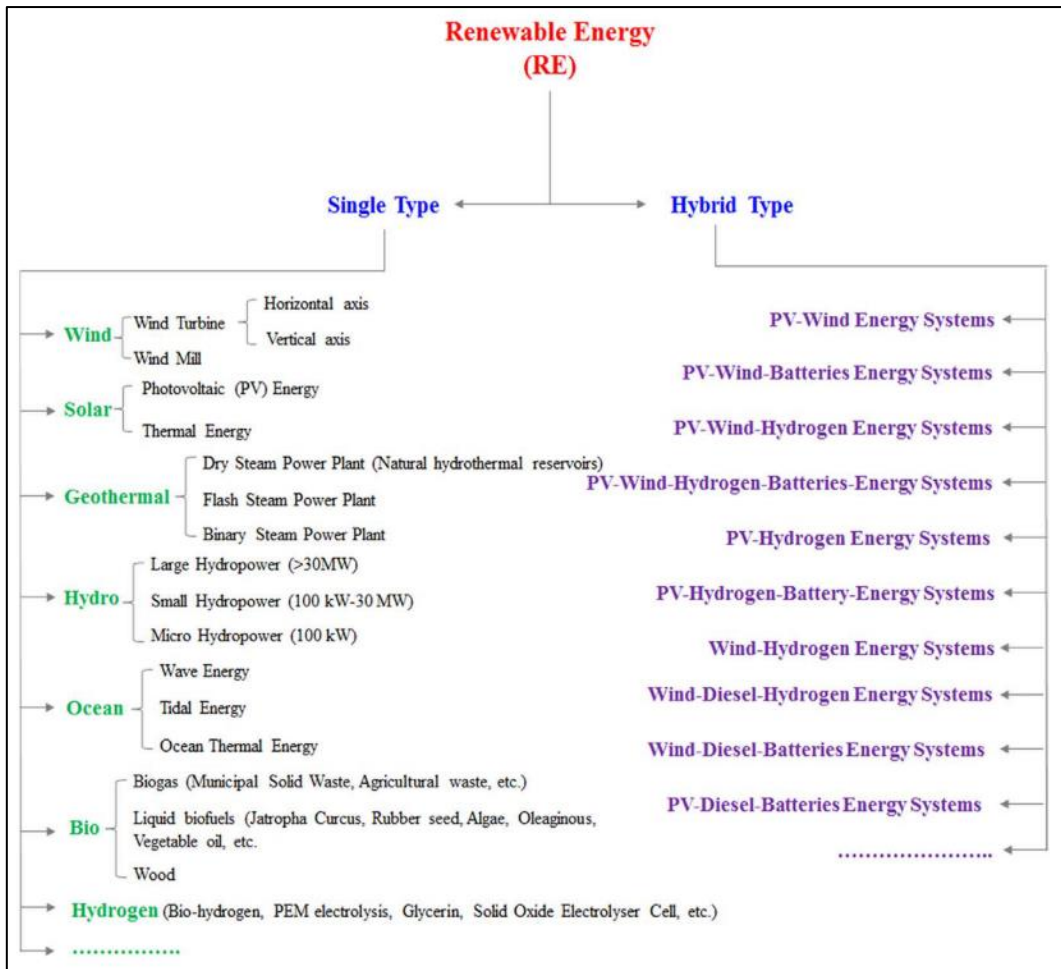 Renewable Energy
(RE)
Single Type
Hybrid Type
Wind
Wind Turbine
Horizontal axis
Vertical axis
Wind Mill
Solar
Photovoltaic (PV) Energy
Thermal Energy
Geothermal
Dry Steam Power Plant (Natural hydrothermal reservoirs)
Flash Steam Power Plant
Binary Steam Power Plant
Hydro
Large Hydropower (>30MW)
Small Hydropower (100 kW-30 MW)
Micro Hydropower (100 kW)
Ocean
Wave Energy
Tidal Energy
Ocean Thermal Energy
Bio
Biogas (Municipal Solid Waste, Agricultural waste, etc.)
Liquid biofuels (Jatropha Curcus, Rubber seed, Algae, Oleaginous,
Vegetable oil, etc.
Wood
Hydrogen (Bio-hydrogen, PEM electrolysis, Glycerin, Solid Oxide Electrolyser Cell, etc.)
................
PV-Wind Energy Systems
PV-Wind-Batteries Energy Systems
PV-Wind-Hydrogen Energy Systems
PV-Wind-Hydrogen-Batteries-Energy Systems
PV-Hydrogen Energy Systems
PV-Hydrogen-Battery-Energy Systems
Wind-Hydrogen Energy Systems
Wind-Diesel-Hydrogen Energy Systems
Wind-Diesel-Batteries Energy Systems
PV-Diesel-Batteries Energy Systems
......................